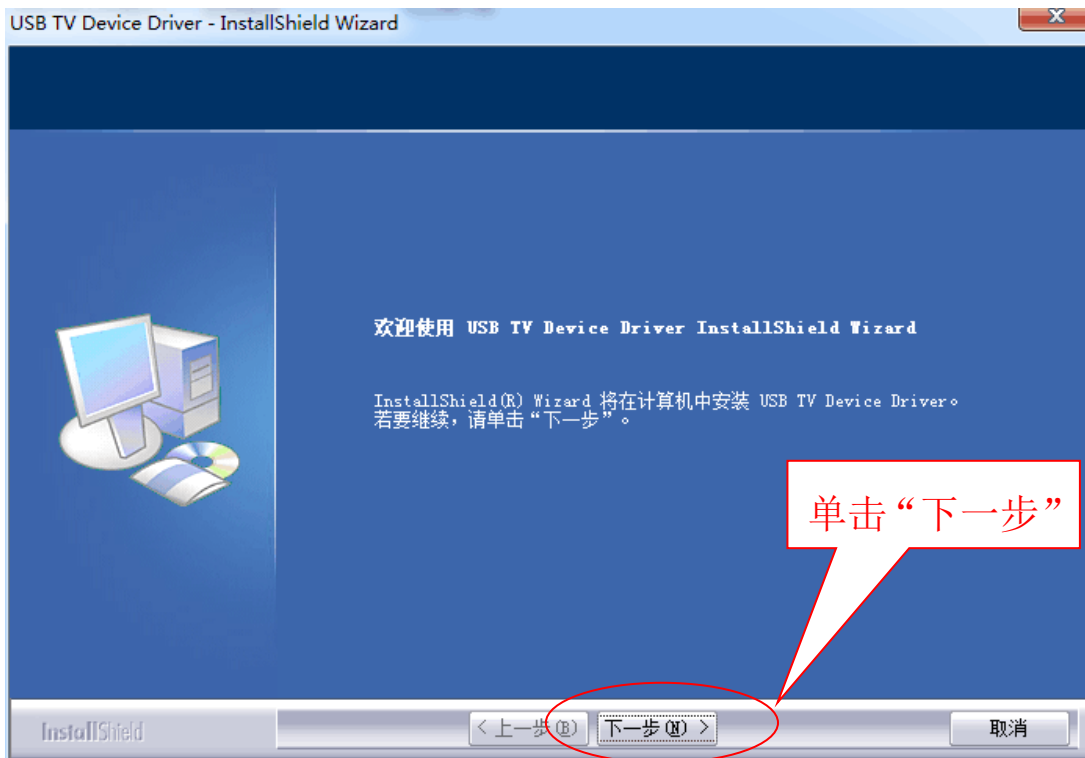 USB TV Device Driver - InstallShield Wizard
欢迎使用 USB TV Device Driver InstallShield Wizard
InstallShield(R) Wizard 将在计算机中安装 USB TV Device Driver。
若要继续，请单击“下一步”。
单击“下一步”
InstallShield
< 上一步(B)
下一步(N) >
取消